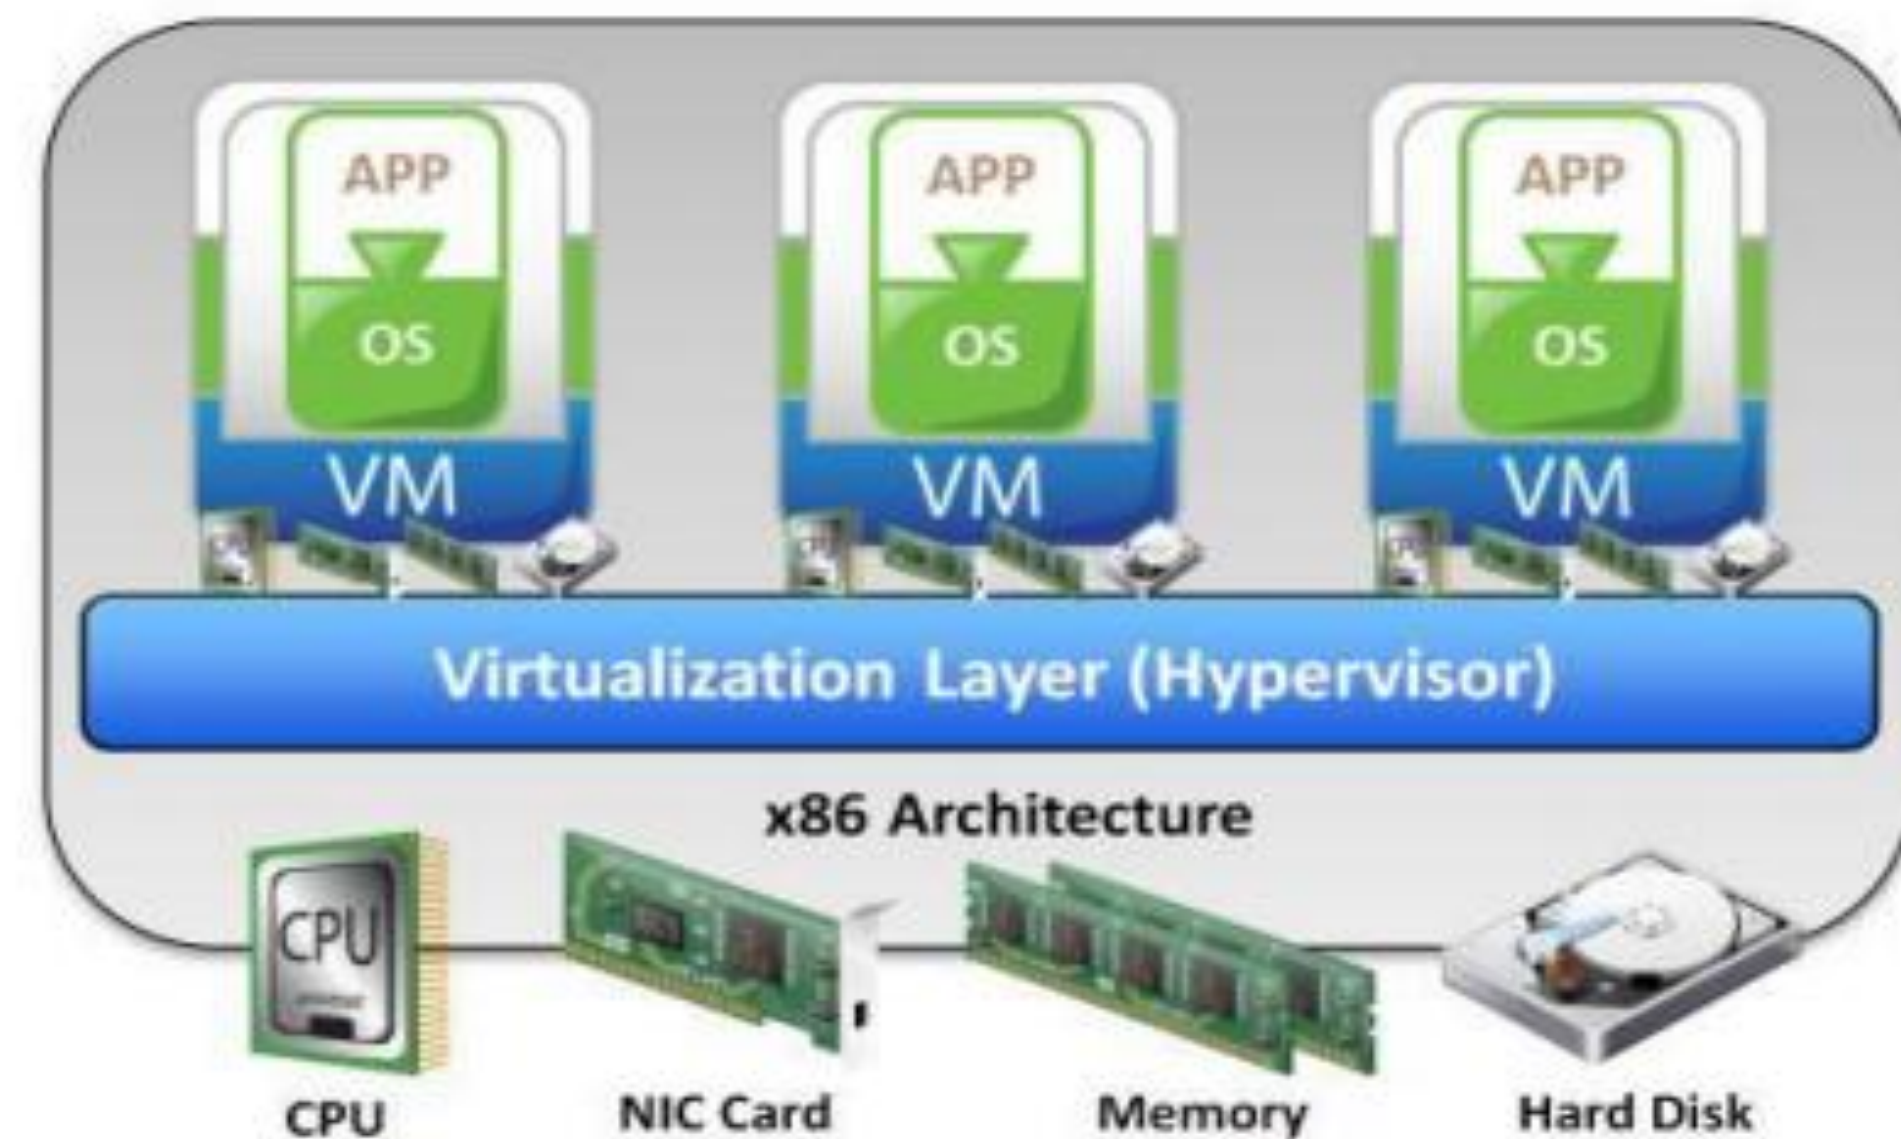 APP APP APP
OS OS OS
VM VM VM
Virtualization Layer (Hypervisor)
x86 Architecture
CPU
CPU NIC Card Memory Hard Disk